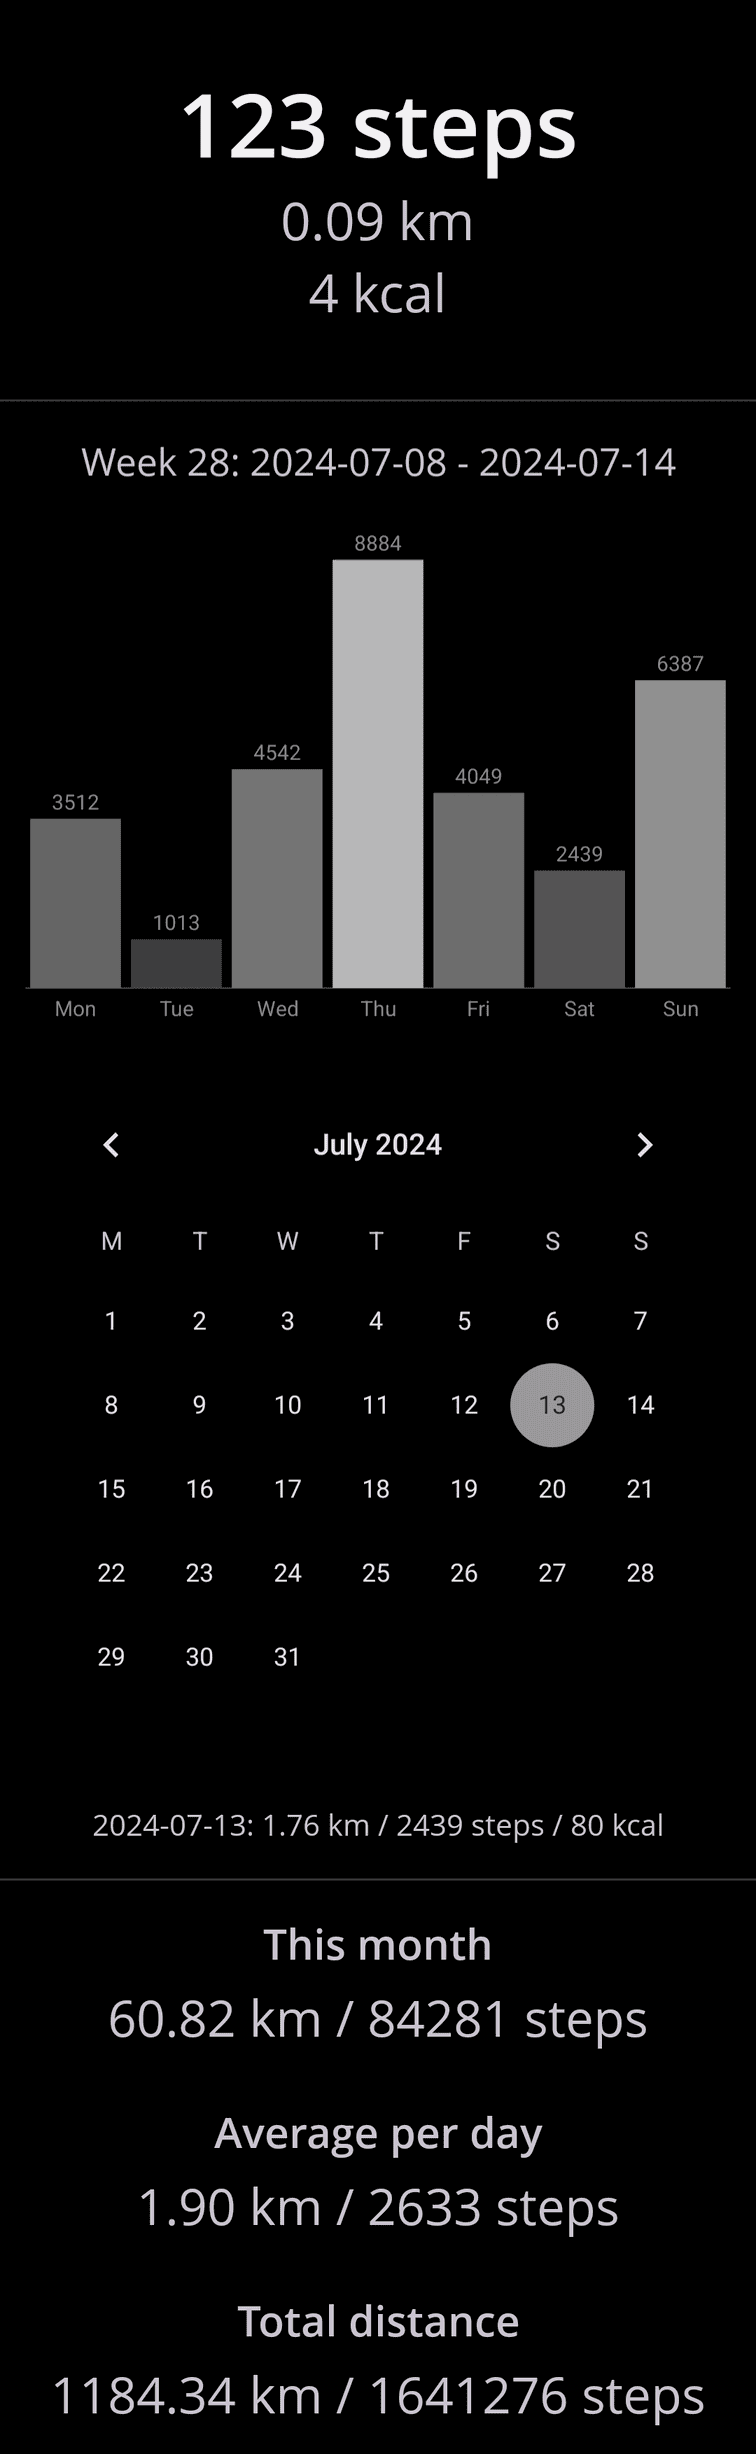 123 steps
0.09 km
4 kcal
Week 28: 2024-07-08 - 2024-07-14
8884
6387
4542
4049
3512
2439
1013
Mon Tue Wed Thu Fri Sat Sun
July 2024
M T W T F S S
1 2 3 4 5 6 7
8 9 10 11 12 13 14
15 16 17 18 19 20 21
22 23 24 25 26 27 28
29 30 31
2024-07-13: 1.76 km / 2439 steps / 80 kcal
This month
60.82 km / 84281 steps
Average per day
1.90 km / 2633 steps
Total distance
1184.34 km / 1641276 steps